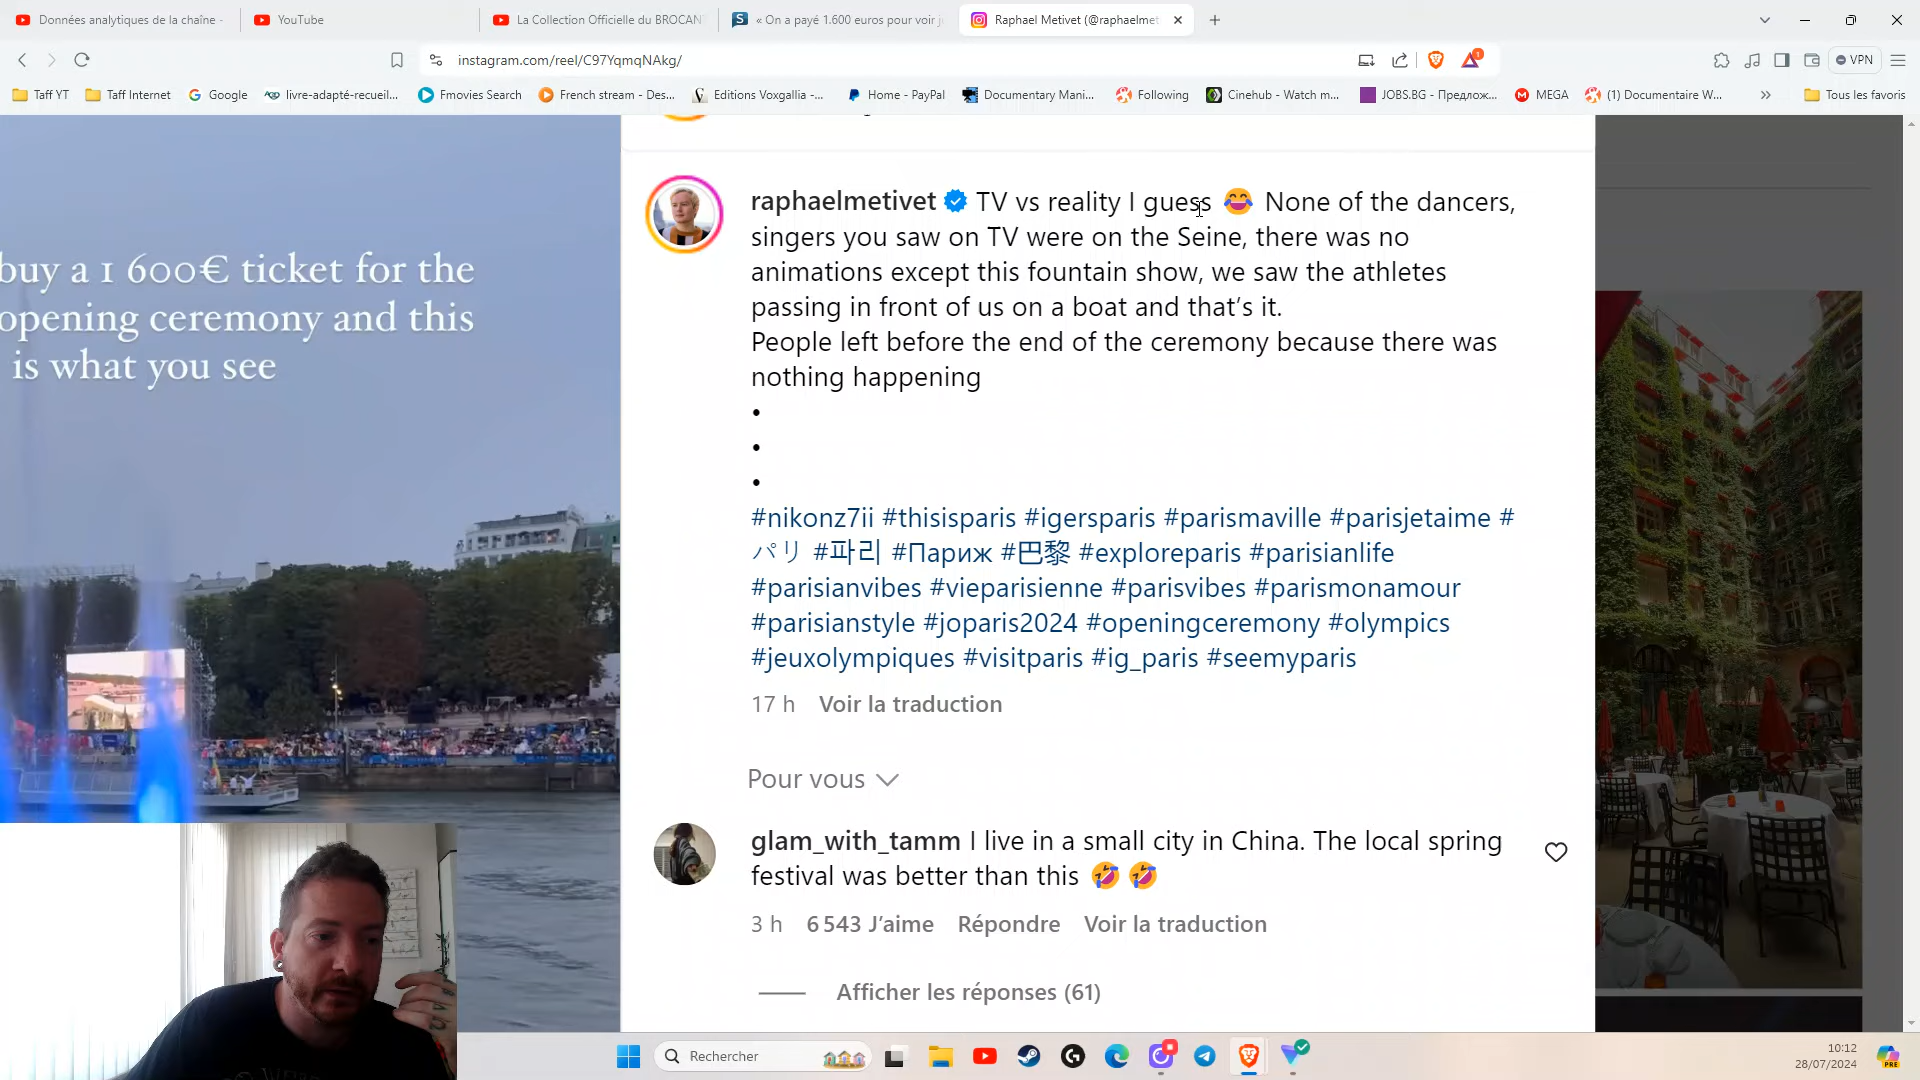 Données analytiques de la chaîne -
YouTube
La Collection Officielle du BROCAN
« On a payé 1.600 euros pour voir j
Raphael Metivet (@raphaelmet
instagram.com/reel/C97YqmqNAkg/
1
VPN
Taff YT
Taff Internet
Google
livre-adapté-recueil...
Fmovies Search
French stream - Des...
Editions Voxgallia -...
Home - PayPal
Documentary Mani...
Following
Cinehub - Watch m...
JOBS.BG - Предлож...
MEGA
(1) Documentaire W...
Tous les favoris
buy a 1 600€ ticket for the
opening ceremony and this
is what you see
raphaelmetivet TV vs reality I guess 😂 None of the dancers,
singers you saw on TV were on the Seine, there was no
animations except this fountain show, we saw the athletes
passing in front of us on a boat and that’s it.
People left before the end of the ceremony because there was
nothing happening
•
•
•
#nikonz7ii #thisisparis #igersparis #parismaville #parisjetaime #
パリ #파리 #Париж #巴黎 #exploreparis #parisianlife
#parisianvibes #vieparisienne #parisvibes #parismonamour
#parisianstyle #joparis2024 #openingceremony #olympics
#jeuxolympiques #visitparis #ig_paris #seemyparis
17 h Voir la traduction
Pour vous
glam_with_tamm I live in a small city in China. The local spring
festival was better than this 🤣 🤣
3 h 6 543 J’aime Répondre Voir la traduction
Afficher les réponses (61)
Rechercher
10:12
28/07/2024
PRE